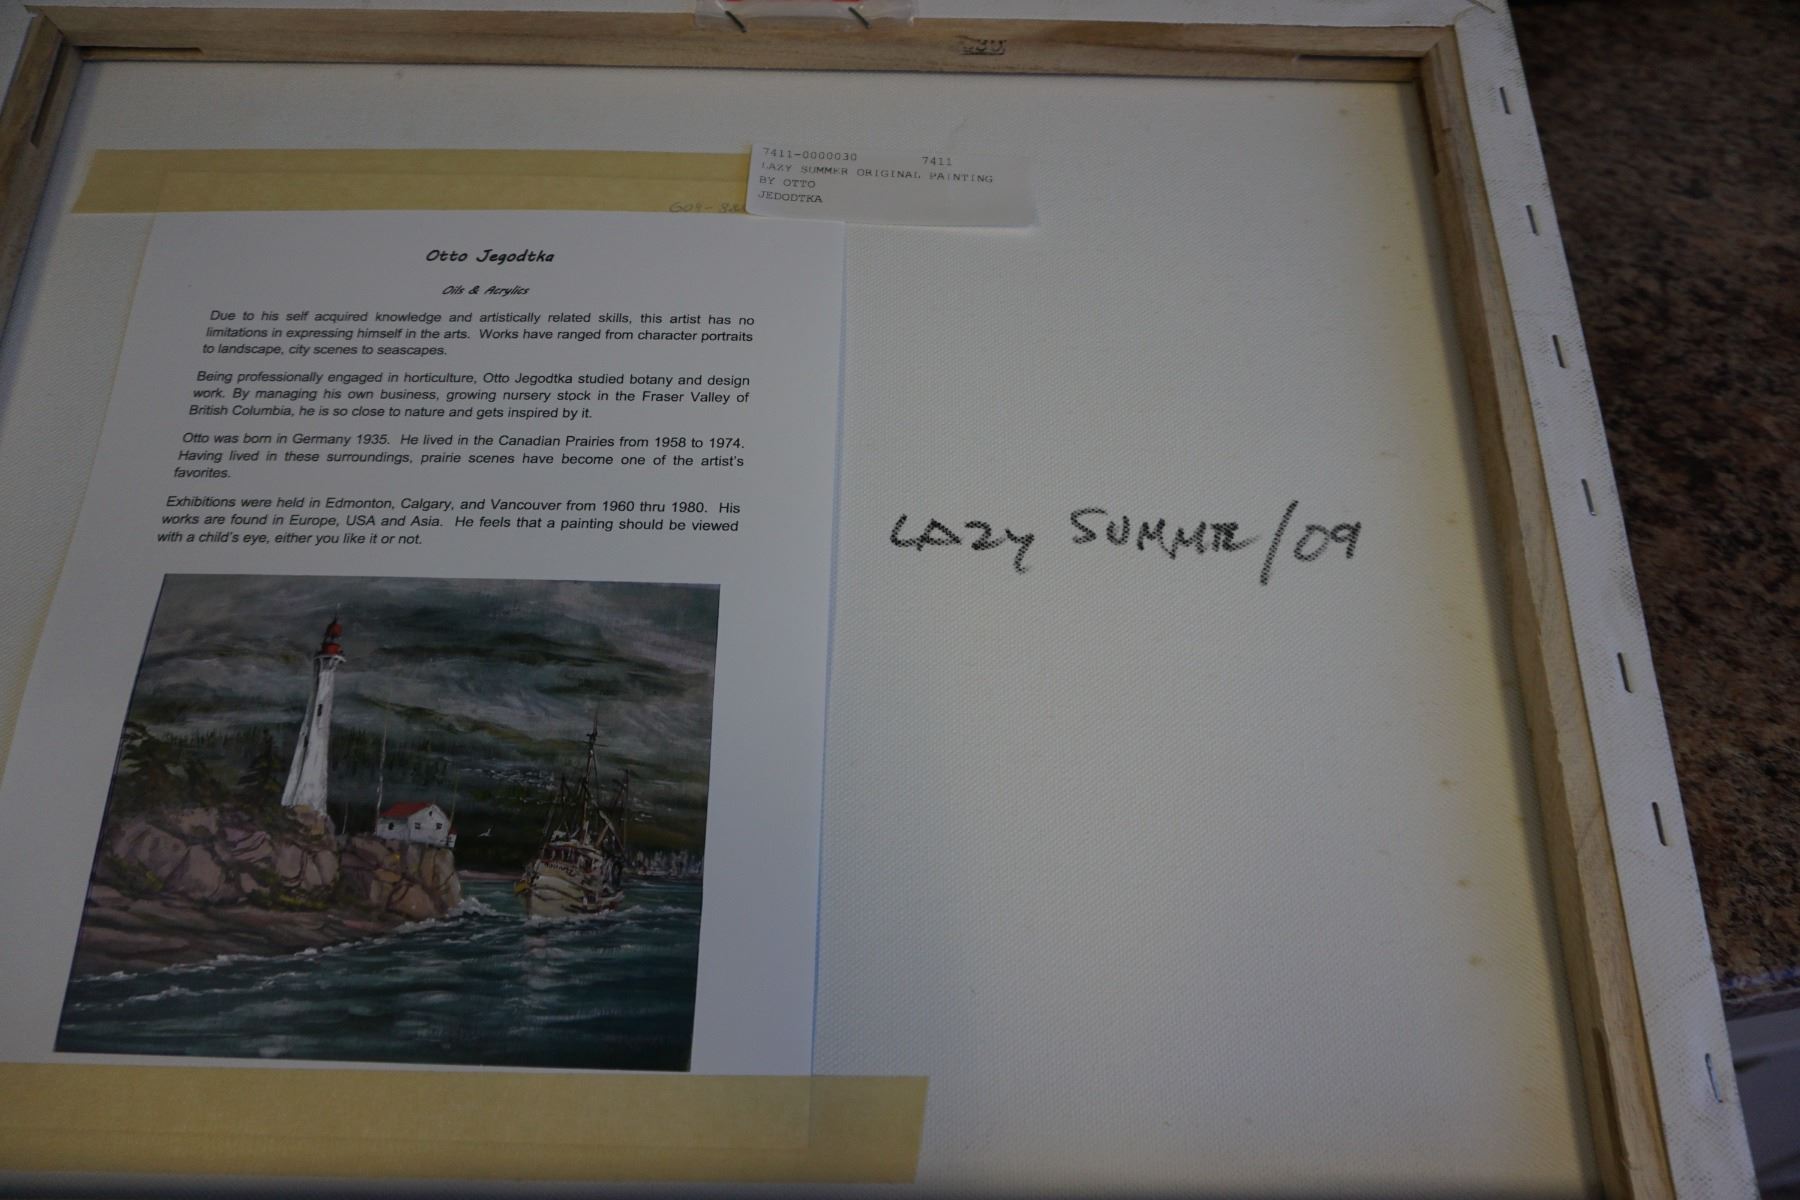 7411-0000030 7411
LAZY SUMMER ORIGINAL PAINTING
BY OTTO
JEDODTKA
Otto Jegodtka
Oils & Acrylics
Due to his self acquired knowledge and artistically related skills, this artist has no
limitations in expressing himself in the arts. Works have ranged from character portraits
to landscape, city scenes to seascapes.
Being professionally engaged in horticulture, Otto Jegodtka studied botany and design
work. By managing his own business, growing nursery stock in the Fraser Valley of
British Columbia, he is so close to nature and gets inspired by it.
Otto was born in Germany 1935. He lived in the Canadian Prairies from 1958 to 1974.
Having lived in these surroundings, prairie scenes have become one of the artist's
favorites.
Exhibitions were held in Edmonton, Calgary, and Vancouver from 1960 thru 1980. His
works are found in Europe, USA and Asia. He feels that a painting should be viewed
with a child's eye, either you like it or not.
LAZY SUMMER/09